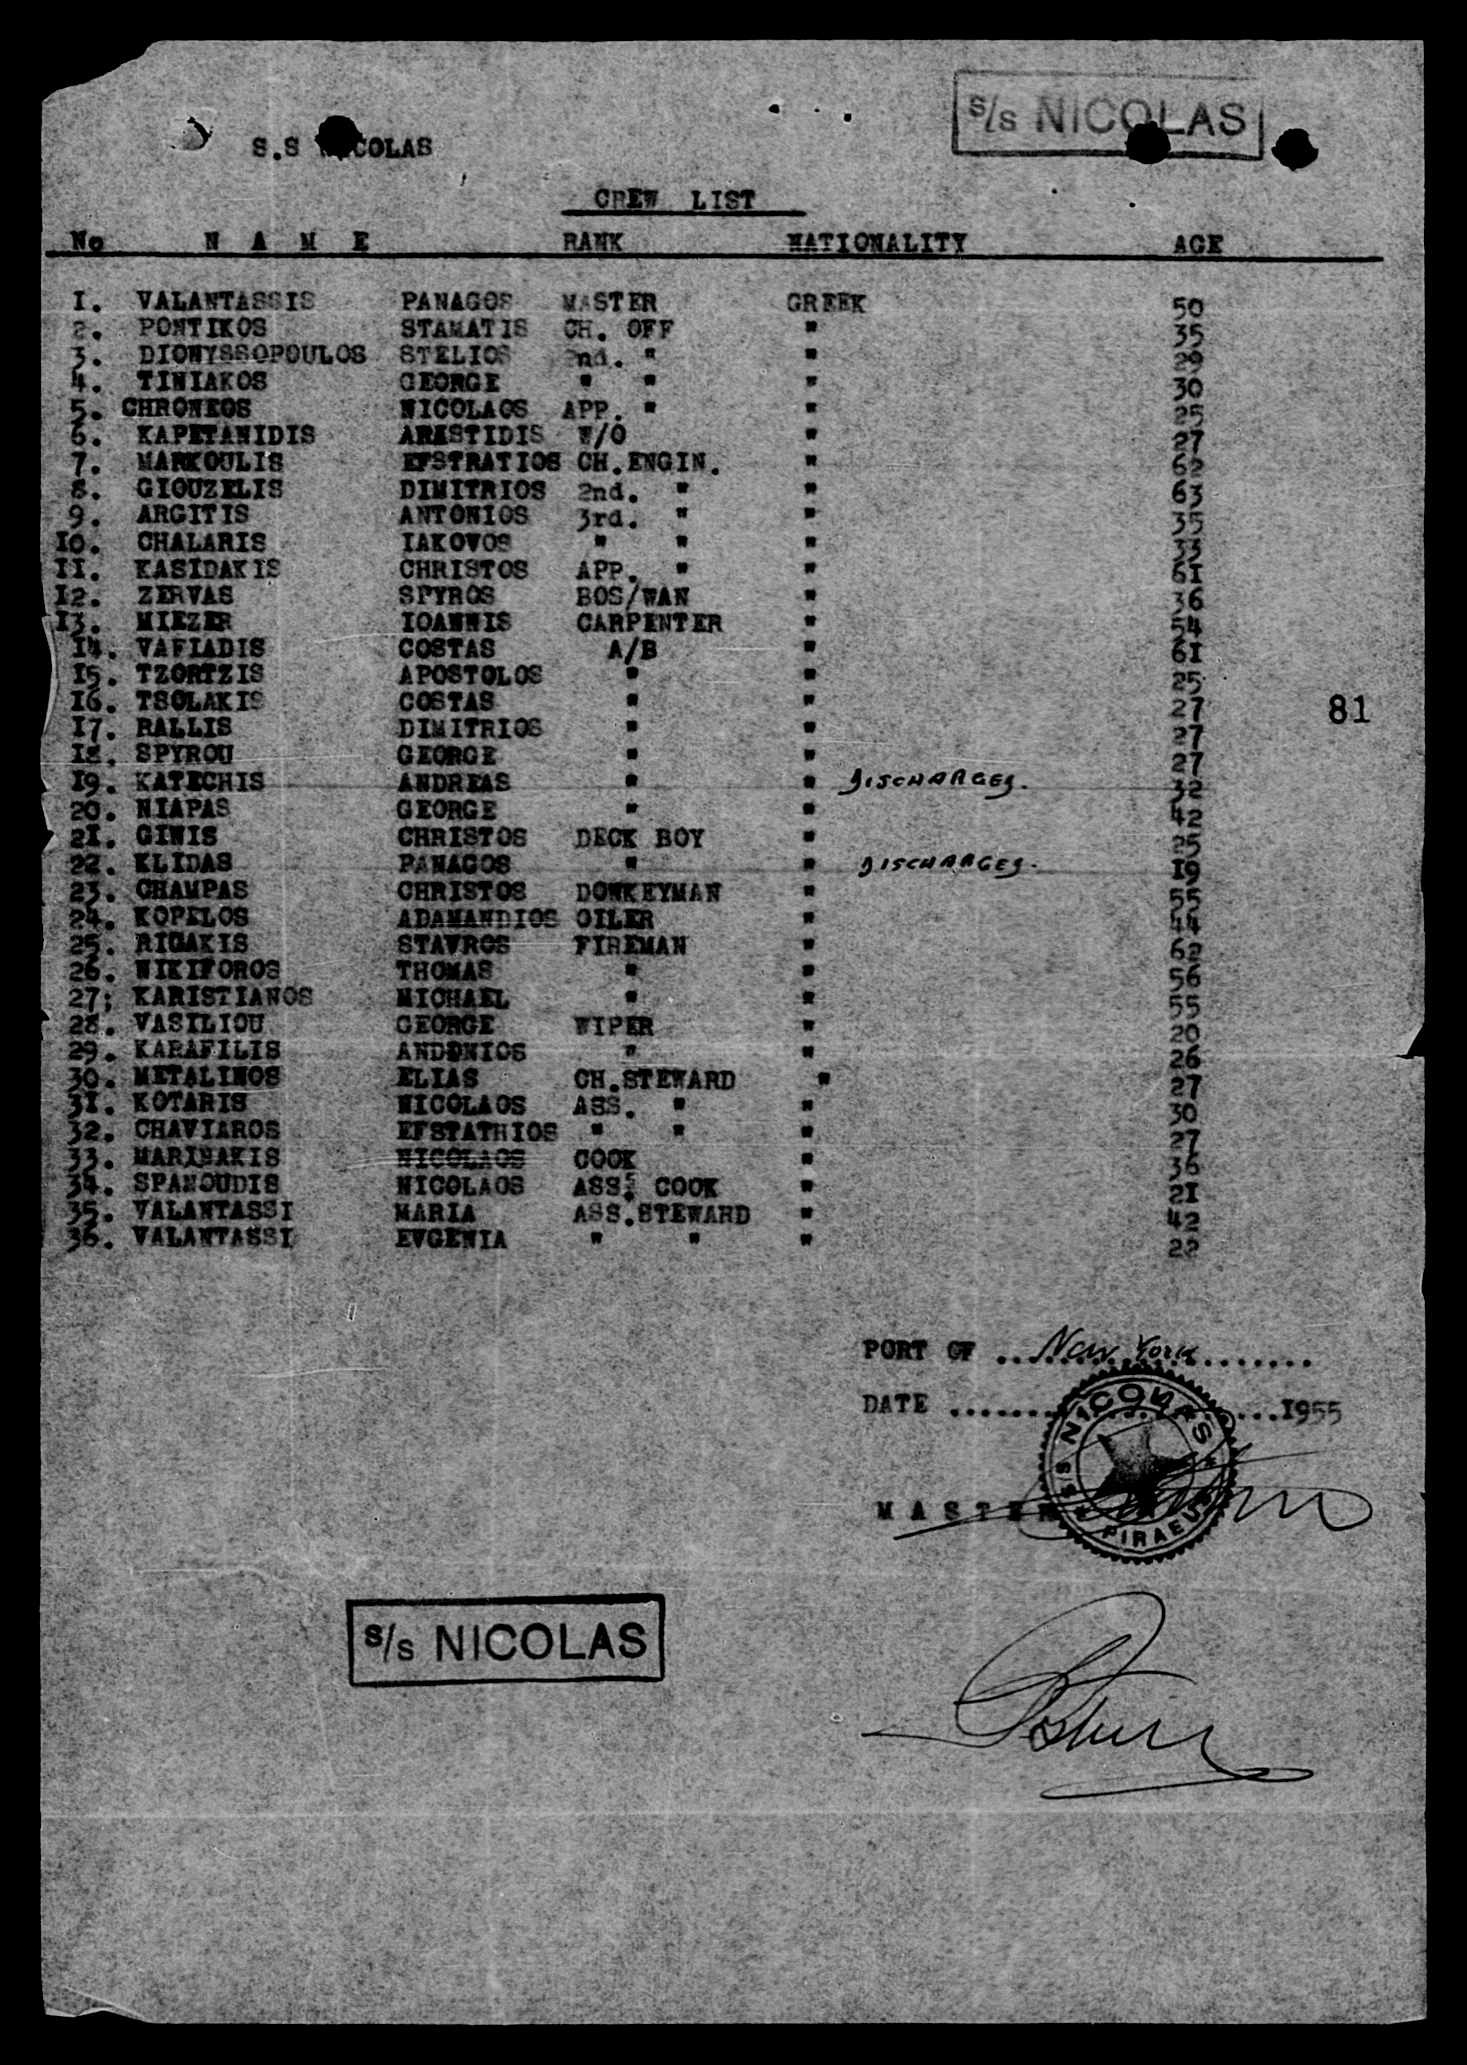 s/s NICOLAS
S.S NICOLAS
CREW LIST
No N A M E RANK NATIONALITY AGE
I. VALANTASSIS PANAGOS MASTER GREEK 50
2. PONTIKOS STAMATIS CH. OFF " 35
3. DIONYSSOPOULOS STELIOS 2nd. " " 29
4. TINIAKOS GEORGE " " " 30
5. CHRONEOS NICOLAOS APP. " " 25
6. KAPETANIDIS ARESTIDIS W/O " 27
7. MARKOULIS EFSTRATIOS CH.ENGIN. " 62
8. GIOUZELIS DIMITRIOS 2nd. " " 63
9. ARGITIS ANTONIOS 3rd. " " 35
I0. CHALARIS IAKOVOS " " " 33
II. KASIDAKIS CHRISTOS APP. " " 6I
I2. ZERVAS SPYROS BOS/WAN " 36
I3. MIEZER IOANNIS CARPENTER " 54
I4. VAFIADIS COSTAS A/B " 6I
I5. TZORTZIS APOSTOLOS " " 25
I6. TSOLAKIS COSTAS " " 27
81
I7. RALLIS DIMITRIOS " " 27
I8. SPYROU GEORGE " " 27
I9. KATECHIS ANDREAS " " DISCHARGED. 32
20. NIAPAS GEORGE " " 42
2I. GINIS CHRISTOS DECK BOY " 25
22. KLIDAS PANAGOS " " DISCHARGED. I9
23. CHAMPAS CHRISTOS DONKEYMAN " 55
24. KOPELOS ADAMANDIOS OILER " 44
25. RIGAKIS STAVROS FIREMAN " 62
26. NIKIFOROS THOMAS " " 56
27; KARISTIANOS MICHAEL " " 55
28. VASILIOU GEORGE WIPER " 20
29. KARAFILIS ANDONIOS " " 26
30. METALINOS ELIAS CH.STEWARD " 27
3I. KOTARIS NICOLAOS ASS. " " 30
32. CHAVIAROS EFSTATHIOS " " " 27
33. MARINAKIS NICOLAOS COOK " 36
34. SPANOUDIS NICOLAOS ASS. COOK " 2I
35. VALANTASSI MARIA ASS.STEWARD " 42
36. VALANTASSI EVGENIA " " " 22
PORT OF ... New York .......
DATE ....................I955
S/S NICOLAS
PIRAEUS
M A S T E R
s/s NICOLAS